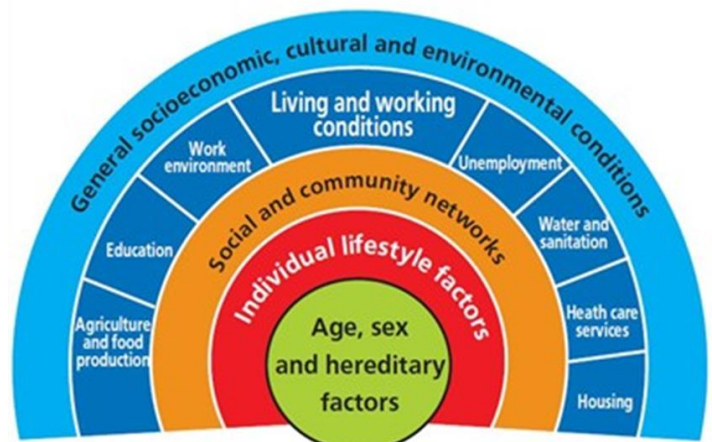 General socioeconomic, cultural and environmental conditions
Living and working
conditions
Work
environment
Unemployment
Education
Water and
sanitation
Agriculture
and food
production
Heath care
services
Housing
Social and community networks
Individual lifestyle factors
Age, sex
and hereditary
factors